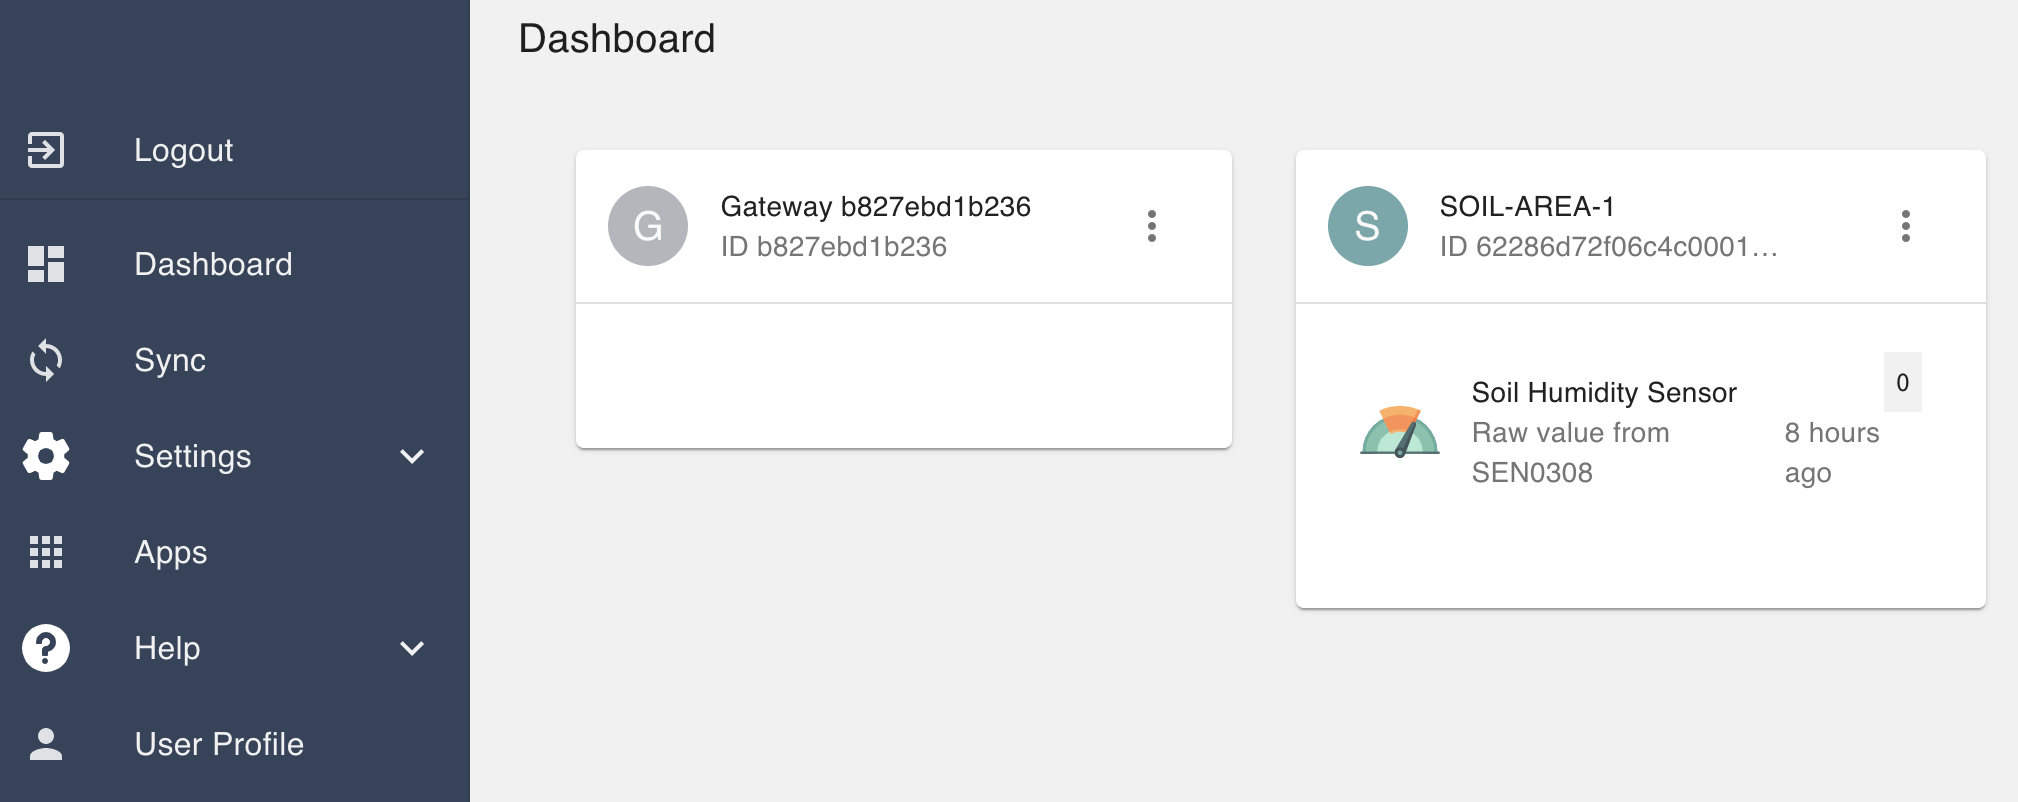 Dashboard
Logout
Dashboard
Sync
Settings
Apps
Help
User Profile
G
Gateway b827ebd1b236
ID b827ebd1b236
S
SOIL-AREA-1
ID 62286d72f06c4c0001…
Soil Humidity Sensor
0
Raw value from
SEN0308
8 hours
ago